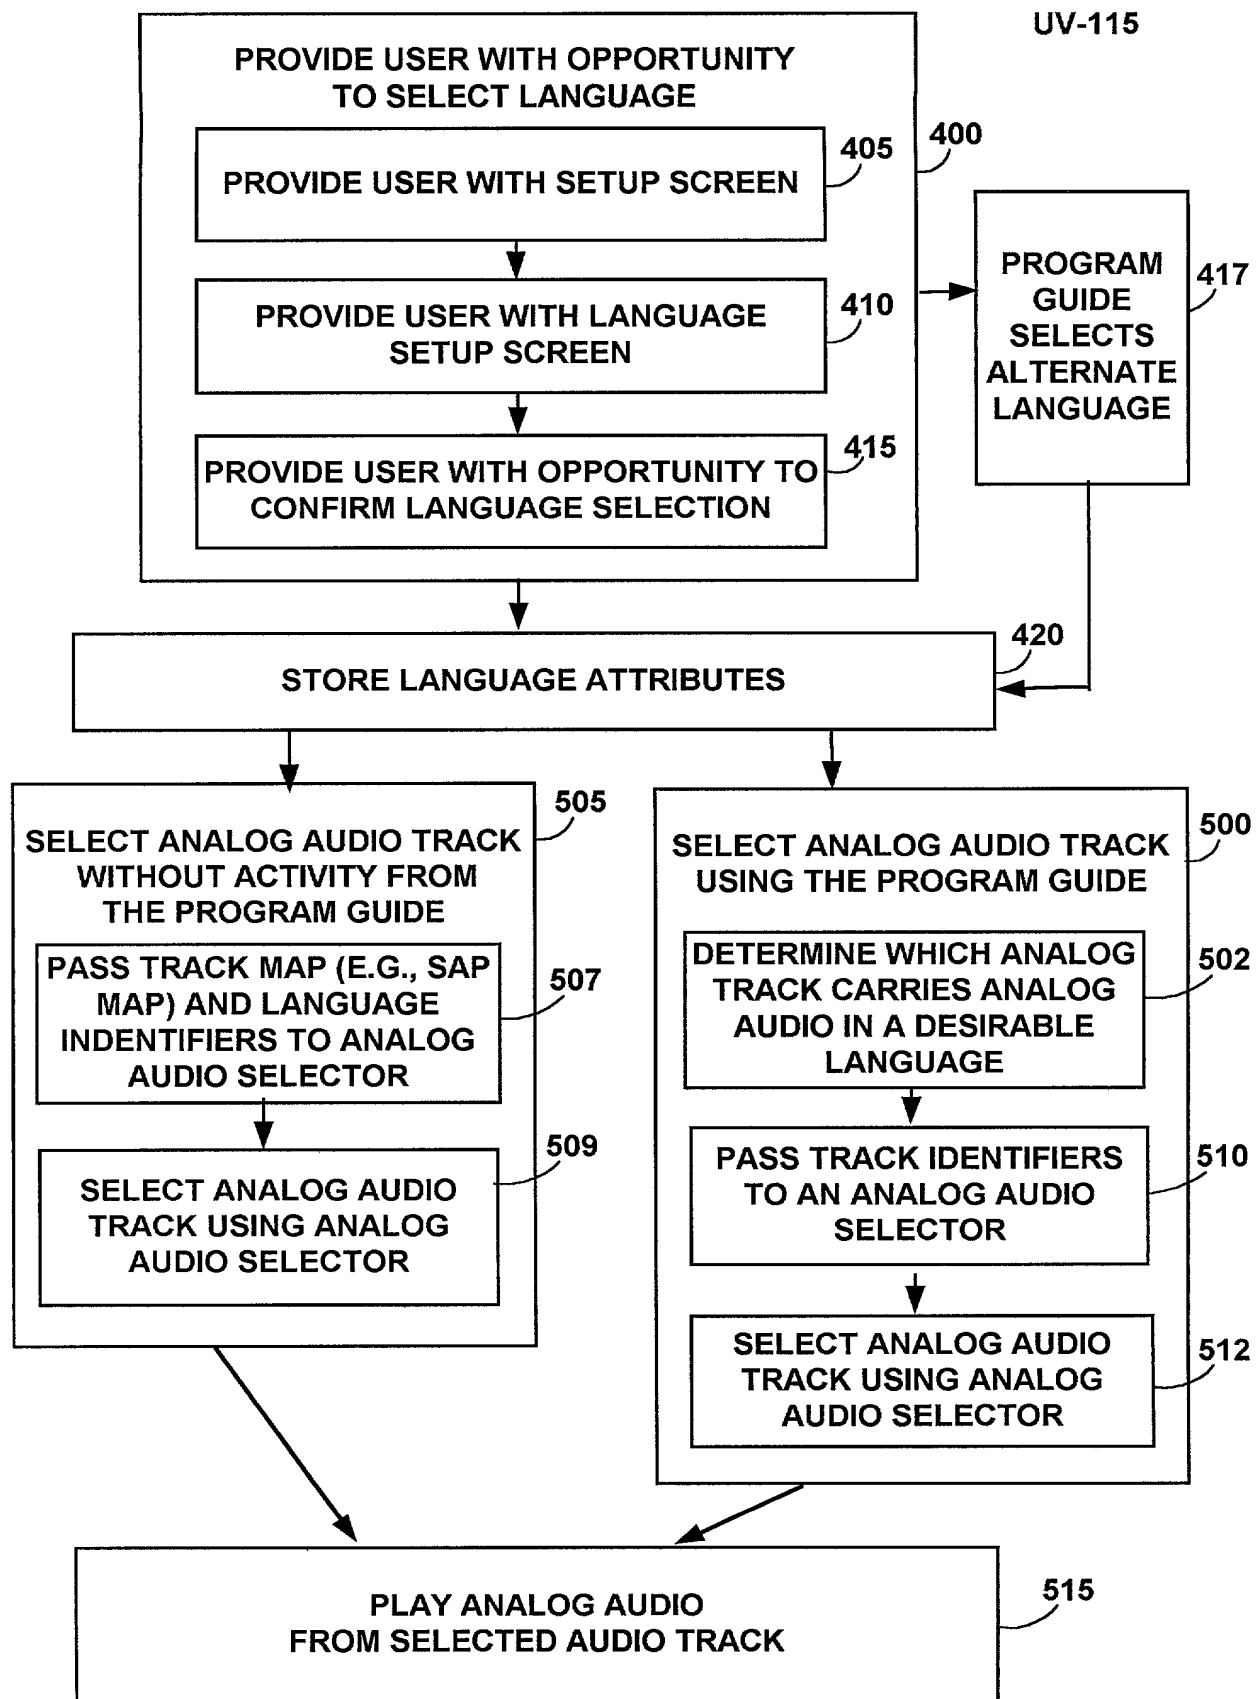 UV-115
PROVIDE USER WITH OPPORTUNITY
TO SELECT LANGUAGE
400
405
PROVIDE USER WITH SETUP SCREEN
410
PROVIDE USER WITH LANGUAGE
SETUP SCREEN
415
PROVIDE USER WITH OPPORTUNITY TO
CONFIRM LANGUAGE SELECTION
417
PROGRAM
GUIDE
SELECTS
ALTERNATE
LANGUAGE
420
STORE LANGUAGE ATTRIBUTES
505
SELECT ANALOG AUDIO TRACK
WITHOUT ACTIVITY FROM
THE PROGRAM GUIDE
PASS TRACK MAP (E.G., SAP
MAP) AND LANGUAGE
INDENTIFIERS TO ANALOG
AUDIO SELECTOR
507
509
SELECT ANALOG AUDIO
TRACK USING ANALOG
AUDIO SELECTOR
500
SELECT ANALOG AUDIO TRACK
USING THE PROGRAM GUIDE
DETERMINE WHICH ANALOG
TRACK CARRIES ANALOG
AUDIO IN A DESIRABLE
LANGUAGE
502
PASS TRACK IDENTIFIERS
TO AN ANALOG AUDIO
SELECTOR
510
SELECT ANALOG AUDIO
TRACK USING ANALOG
AUDIO SELECTOR
512
PLAY ANALOG AUDIO
FROM SELECTED AUDIO TRACK
515